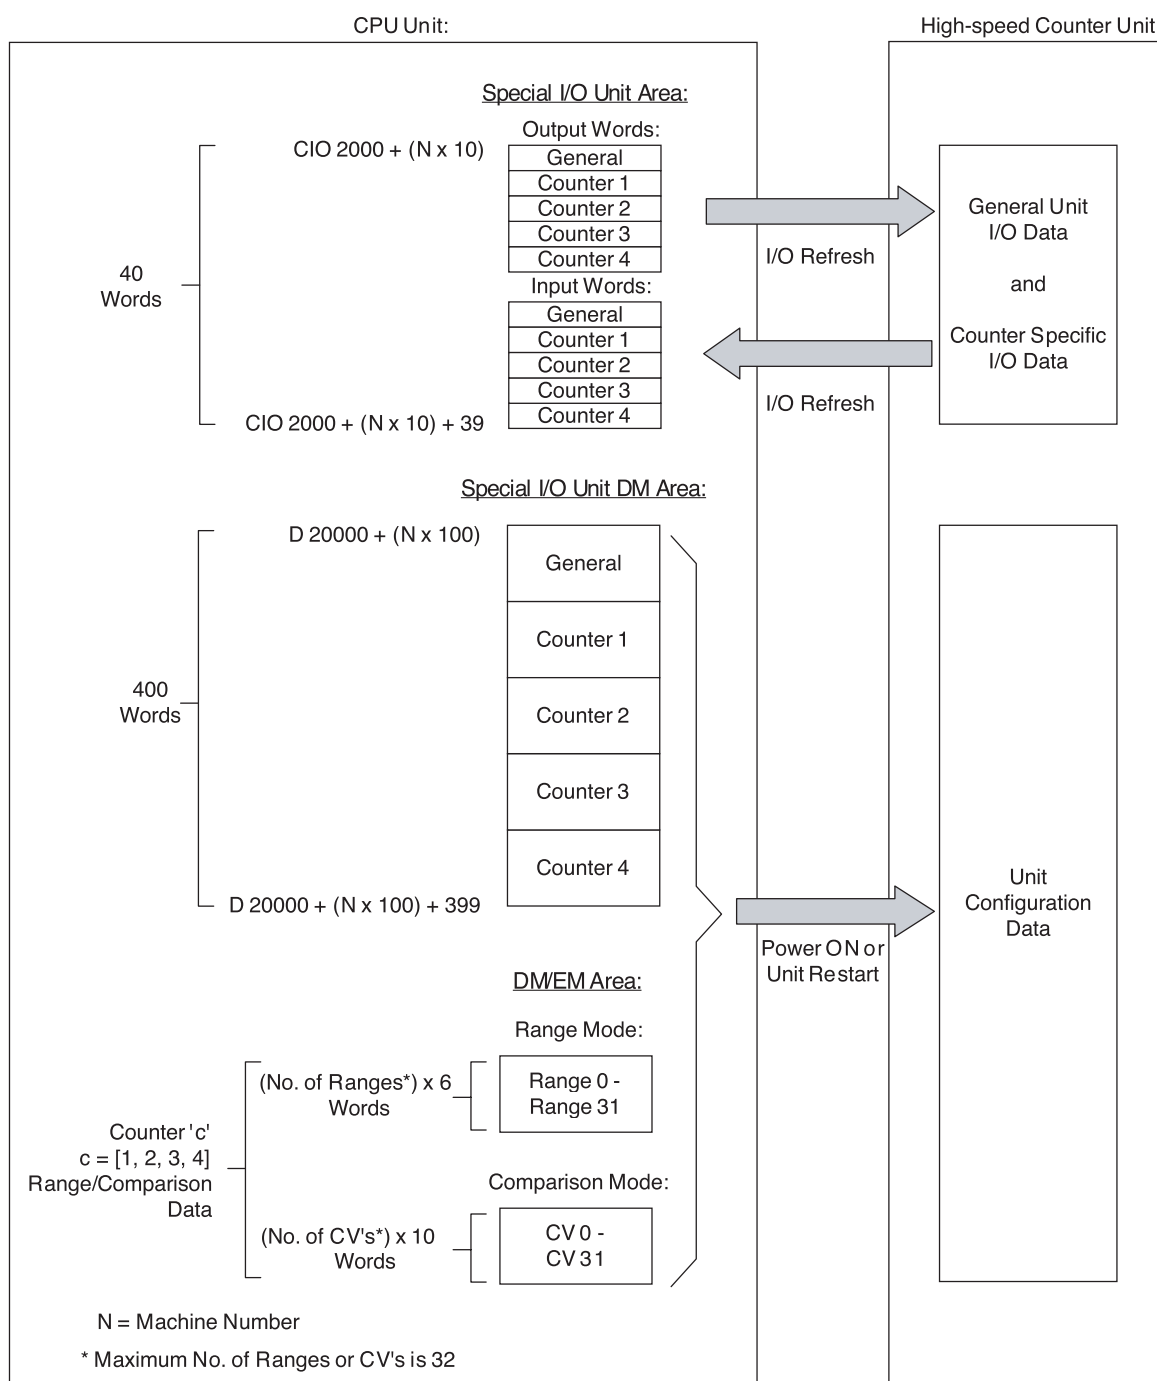 CPU Unit:
High-speed Counter Unit
Special I/O Unit Area:
Output Words:
CIO 2000 + (N x 10)
General
Counter 1
Counter 2
Counter 3
Counter 4
Input Words:
General
Counter 1
Counter 2
Counter 3
Counter 4
40
Words
CIO 2000 + (N x 10) + 39
I/O Refresh
I/O Refresh
General Unit
I/O Data
and
Counter Specific
I/O Data
Special I/O Unit DM Area:
D 20000 + (N x 100)
General
Counter 1
Counter 2
Counter 3
Counter 4
400
Words
D 20000 + (N x 100) + 399
Power ON or
Unit Restart
Unit
Configuration
Data
DM/EM Area:
Range Mode:
(No. of Ranges*) x 6
Words
Range 0 -
Range 31
Counter 'c'
c = [1, 2, 3, 4]
Range/Comparison
Data
Comparison Mode:
(No. of CV's*) x 10
Words
CV 0 -
CV 31
N = Machine Number
* Maximum No. of Ranges or CV's is 32